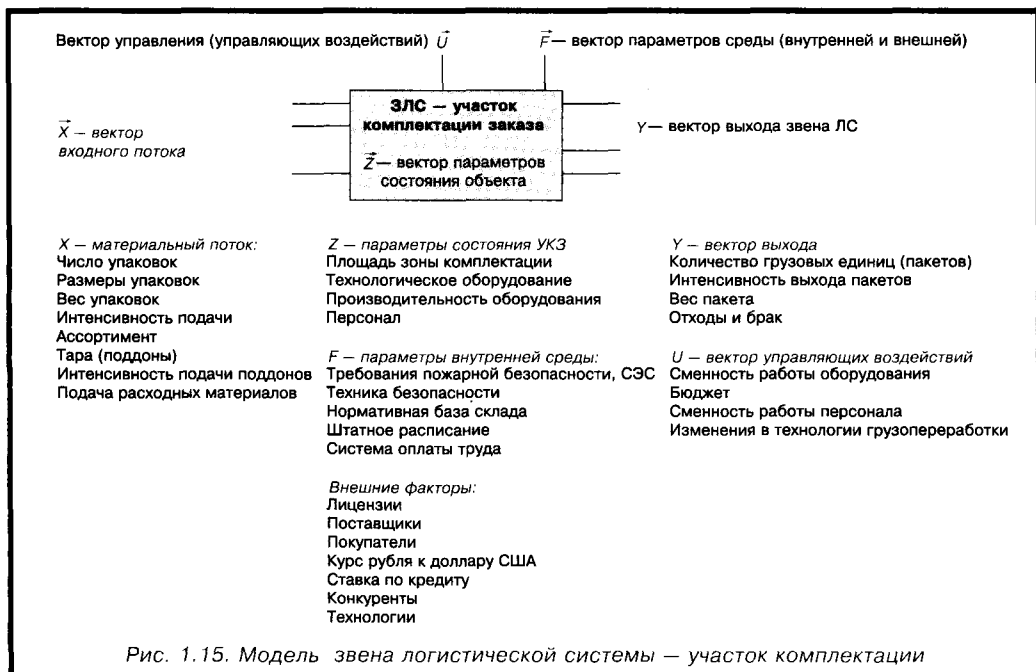 Вектор управления (управляющих воздействий) U⃗
F⃗ — вектор параметров среды (внутренней и внешней)
ЗЛС — участок
комплектации заказа
X⃗ — вектор
входного потока
Y — вектор выхода звена ЛС
Z⃗ — вектор параметров
состояния объекта
X — материальный поток:
Число упаковок
Размеры упаковок
Вес упаковок
Интенсивность подачи
Ассортимент
Тара (поддоны)
Интенсивность подачи поддонов
Подача расходных материалов
Z — параметры состояния УКЗ
Площадь зоны комплектации
Технологическое оборудование
Производительность оборудования
Персонал
F — параметры внутренней среды:
Требования пожарной безопасности, СЭС
Техника безопасности
Нормативная база склада
Штатное расписание
Система оплаты труда
Внешние факторы:
Лицензии
Поставщики
Покупатели
Курс рубля к доллару США
Ставка по кредиту
Конкуренты
Технологии
Y — вектор выхода
Количество грузовых единиц (пакетов)
Интенсивность выхода пакетов
Вес пакета
Отходы и брак
U — вектор управляющих воздействий
Сменность работы оборудования
Бюджет
Сменность работы персонала
Изменения в технологии грузопереработки
Рис. 1.15. Модель звена логистической системы — участок комплектации